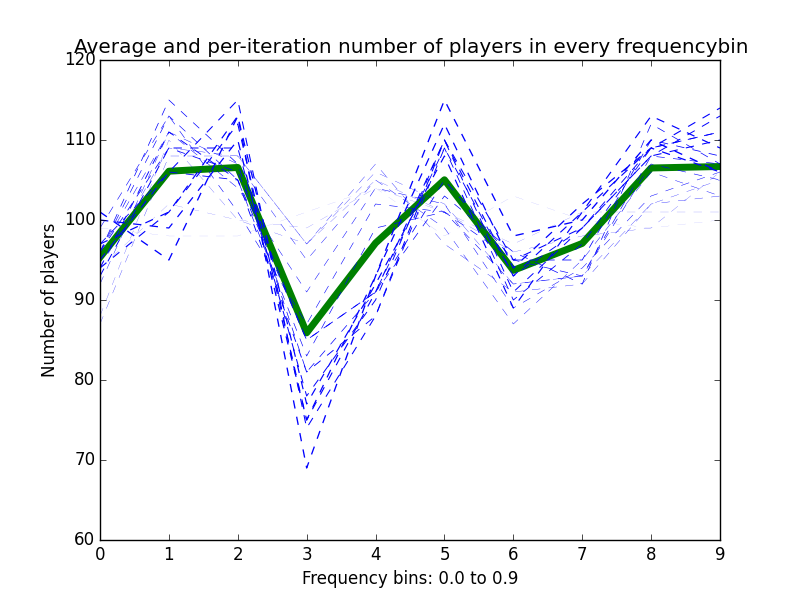 Average and per-iteration number of players in every frequencybin
120
110
100
90
80
70
60
Number of players
0 1 2 3 4 5 6 7 8 9
Frequency bins: 0.0 to 0.9